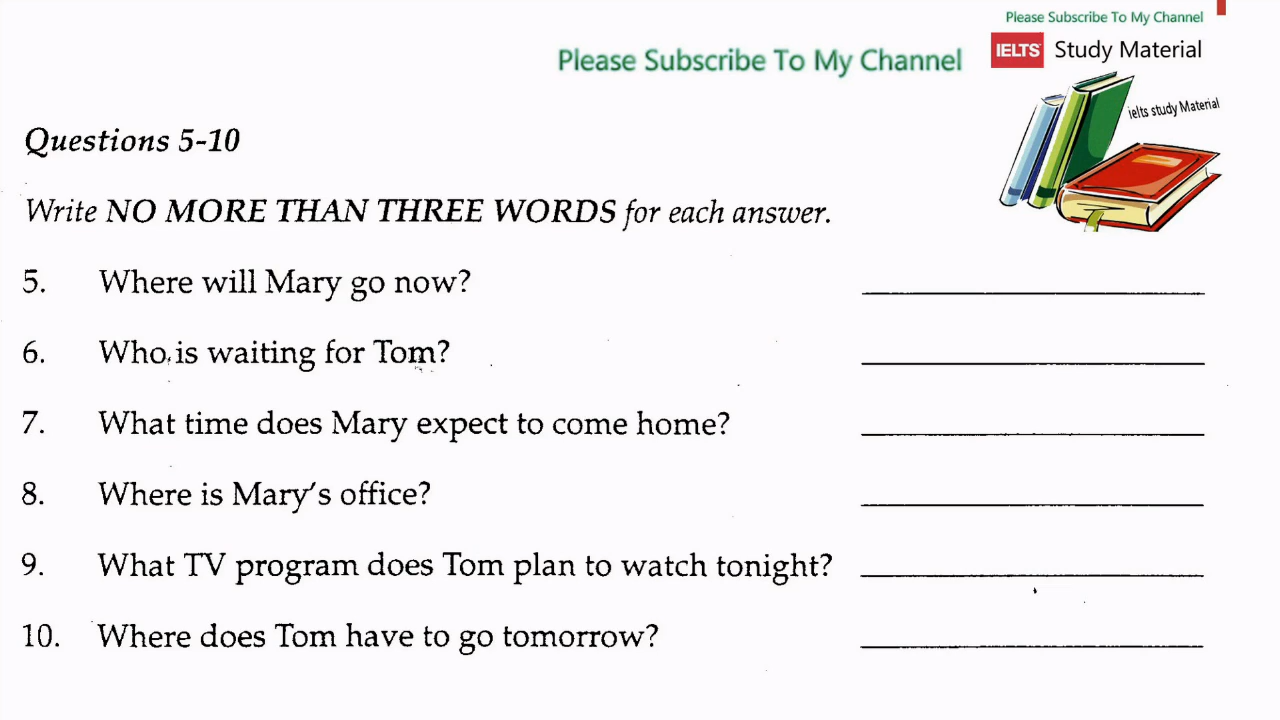 Please Subscribe To My Channel
Please Subscribe To My Channel
IELTS Study Material
ielts study Material
Questions 5-10
Write NO MORE THAN THREE WORDS for each answer.
5. Where will Mary go now?
6. Who is waiting for Tom?
7. What time does Mary expect to come home?
8. Where is Mary's office?
9. What TV program does Tom plan to watch tonight?
10. Where does Tom have to go tomorrow?